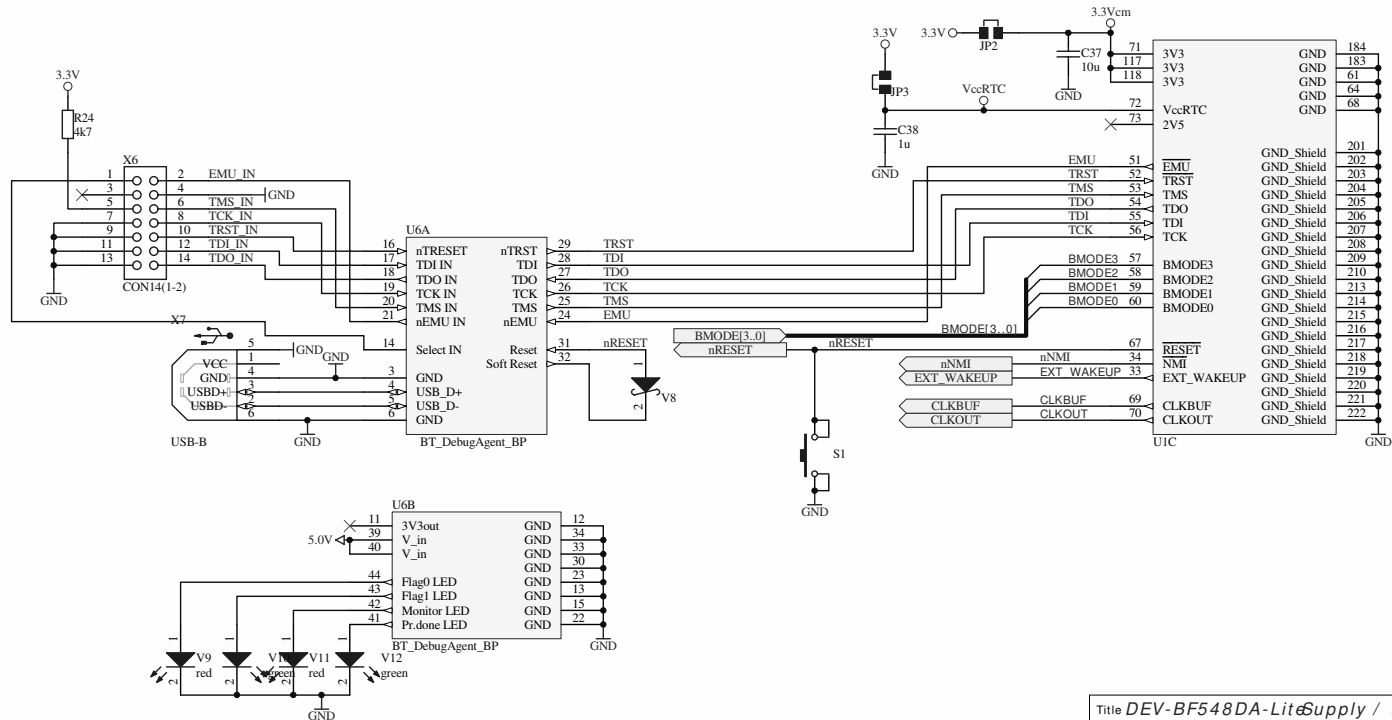 3.3V
R24
4k7
X6
1 2 EMU_IN
3 4 GND
5 6 TMS_IN
7 8 TCK_IN
9 10 TRST_IN
11 12 TDI_IN
13 14 TDO_IN
CON14(1-2)
GND
X7
5 GND
VCC 1
GND 4
USBD+ 3
USBD- 2
6
GND
GND
USB-B
U6A
16 nTRESET nTRST 29 TRST
17 TDI IN TDI 28 TDI
18 TDO IN TDO 27 TDO
19 TCK IN TCK 26 TCK
20 TMS IN TMS 25 TMS
21 nEMU IN nEMU 24 EMU
14 Select IN Reset 31 nRESET
Soft Reset 32
3 GND
4 USB_D+
5 USB_D-
6 GND
BT_DebugAgent_BP
1
V8
2
3.3V
JP3
C38
1u
GND
VccRTC
3.3V
JP2
3.3Vcm
C37
10u
GND
71 3V3 GND 184
117 3V3 GND 183
118 3V3 GND 61
GND 64
72 VccRTC GND 68
73 2V5
GND_Shield 201
EMU 51 EMU GND_Shield 202
TRST 52 TRST GND_Shield 203
TMS 53 TMS GND_Shield 204
TDO 54 TDO GND_Shield 205
TDI 55 TDI GND_Shield 206
TCK 56 TCK GND_Shield 207
GND_Shield 208
BMODE3 57 BMODE3 GND_Shield 209
BMODE2 58 BMODE2 GND_Shield 210
BMODE1 59 BMODE1 GND_Shield 213
BMODE0 60 BMODE0 GND_Shield 214
GND_Shield 215
BMODE[3..0] BMODE[3..0] GND_Shield 216
nRESET nRESET 67 RESET GND_Shield 217
nNMI nNMI 34 NMI GND_Shield 218
EXT_WAKEUP EXT_WAKEUP 33 EXT_WAKEUP GND_Shield 219
GND_Shield 220
CLKBUF CLKBUF 69 CLKBUF GND_Shield 221
CLKOUT CLKOUT 70 CLKOUT GND_Shield 222
U1C
GND
S1
GND
U6B
11 3V3out GND 12
5.0V 39 V_in GND 34
40 V_in GND 33
GND 30
44 Flag0 LED GND 23
43 Flag1 LED GND 13
42 Monitor LED GND 15
41 Pr.done LED GND 22
BT_DebugAgent_BP
GND
1 1 1 1
V9 V10 V11 V12
red green red green
2 2 2 2
GND
Title DEV-BF548DA-LiteSupply /